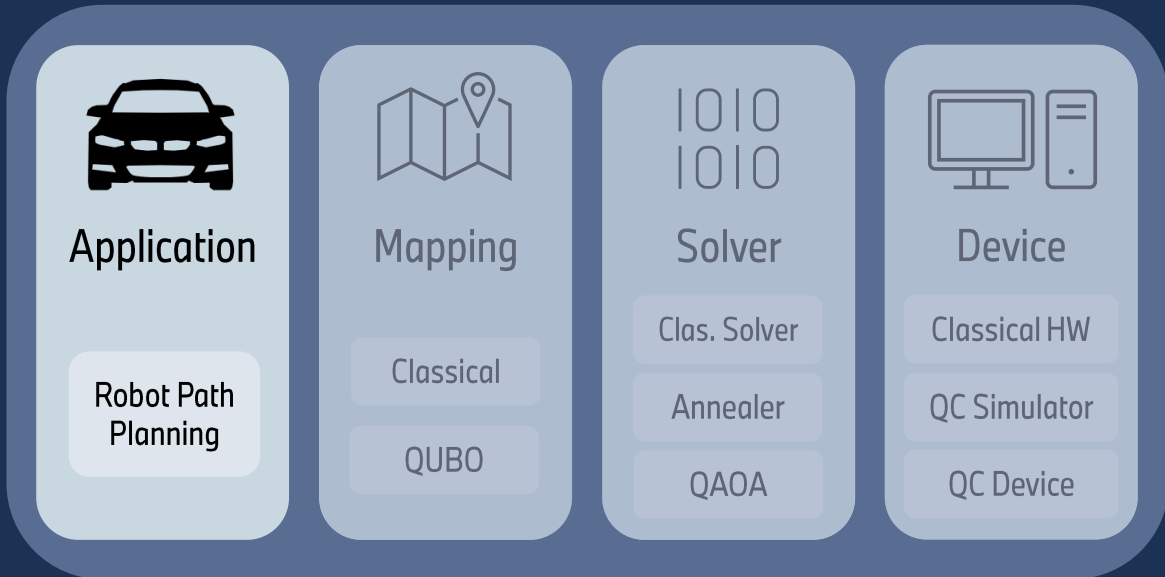 Application
Robot Path
Planning
Mapping
Classical
QUBO
1010
1010
Solver
Clas. Solver
Annealer
QAOA
Device
Classical HW
QC Simulator
QC Device